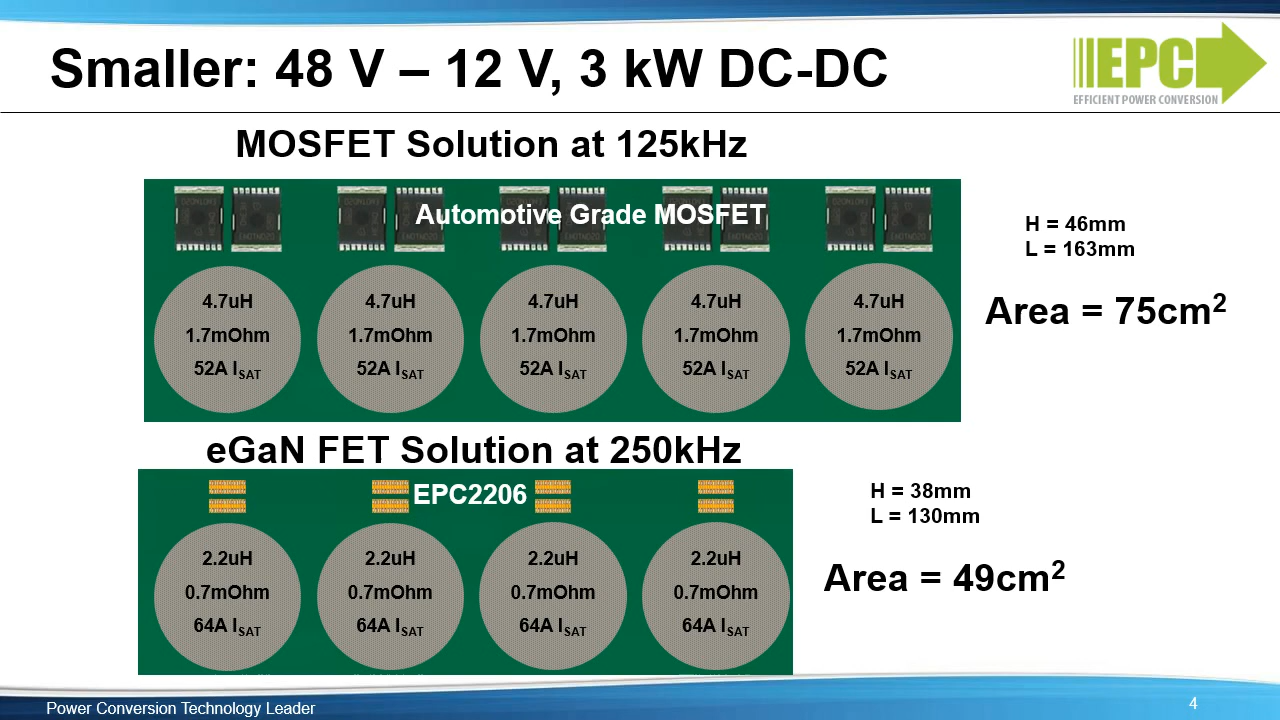 Smaller: 48 V – 12 V, 3 kW DC-DC
EPC
EFFICIENT POWER CONVERSION
MOSFET Solution at 125kHz
Automotive Grade MOSFET
4.7uH
1.7mOhm
52A ISAT
4.7uH
1.7mOhm
52A ISAT
4.7uH
1.7mOhm
52A ISAT
4.7uH
1.7mOhm
52A ISAT
4.7uH
1.7mOhm
52A ISAT
H = 46mm
L = 163mm
Area = 75cm²
eGaN FET Solution at 250kHz
EPC2206
2.2uH
0.7mOhm
64A ISAT
2.2uH
0.7mOhm
64A ISAT
2.2uH
0.7mOhm
64A ISAT
2.2uH
0.7mOhm
64A ISAT
H = 38mm
L = 130mm
Area = 49cm²
Power Conversion Technology Leader
4